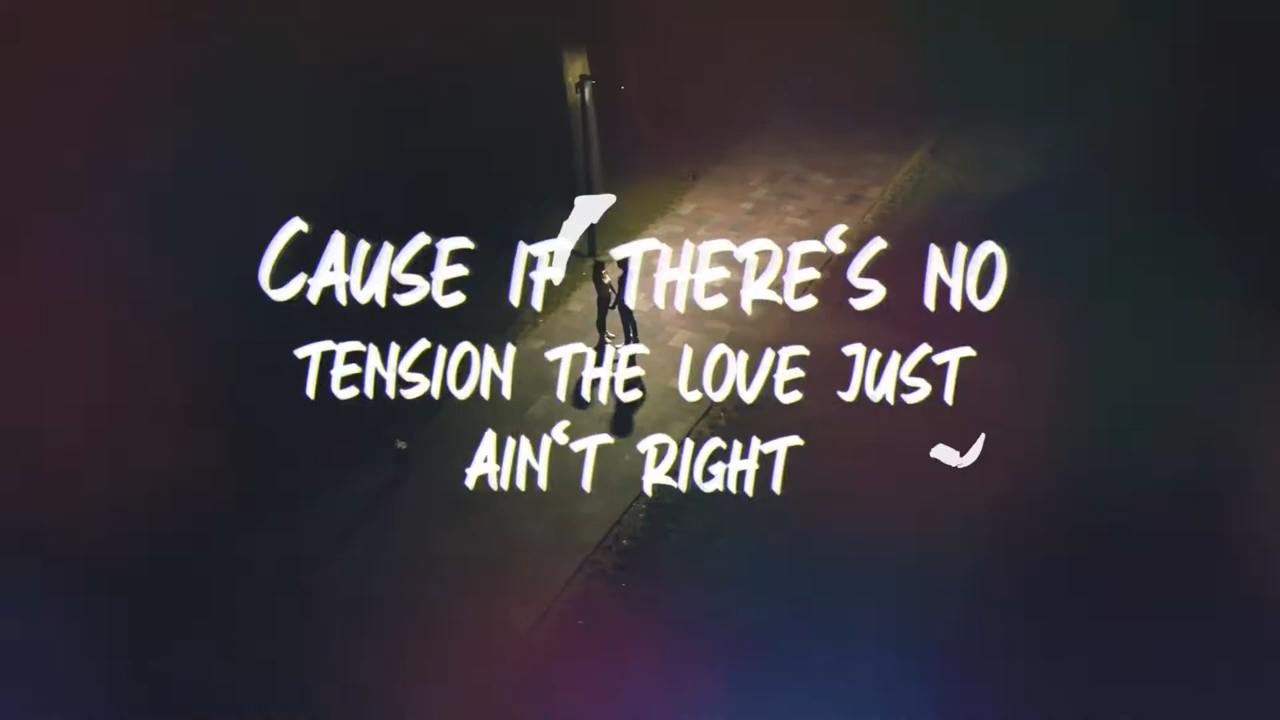 CAUSE IF THERE‘S NO
TENSION THE LOVE JUST
AIN‘T RIGHT